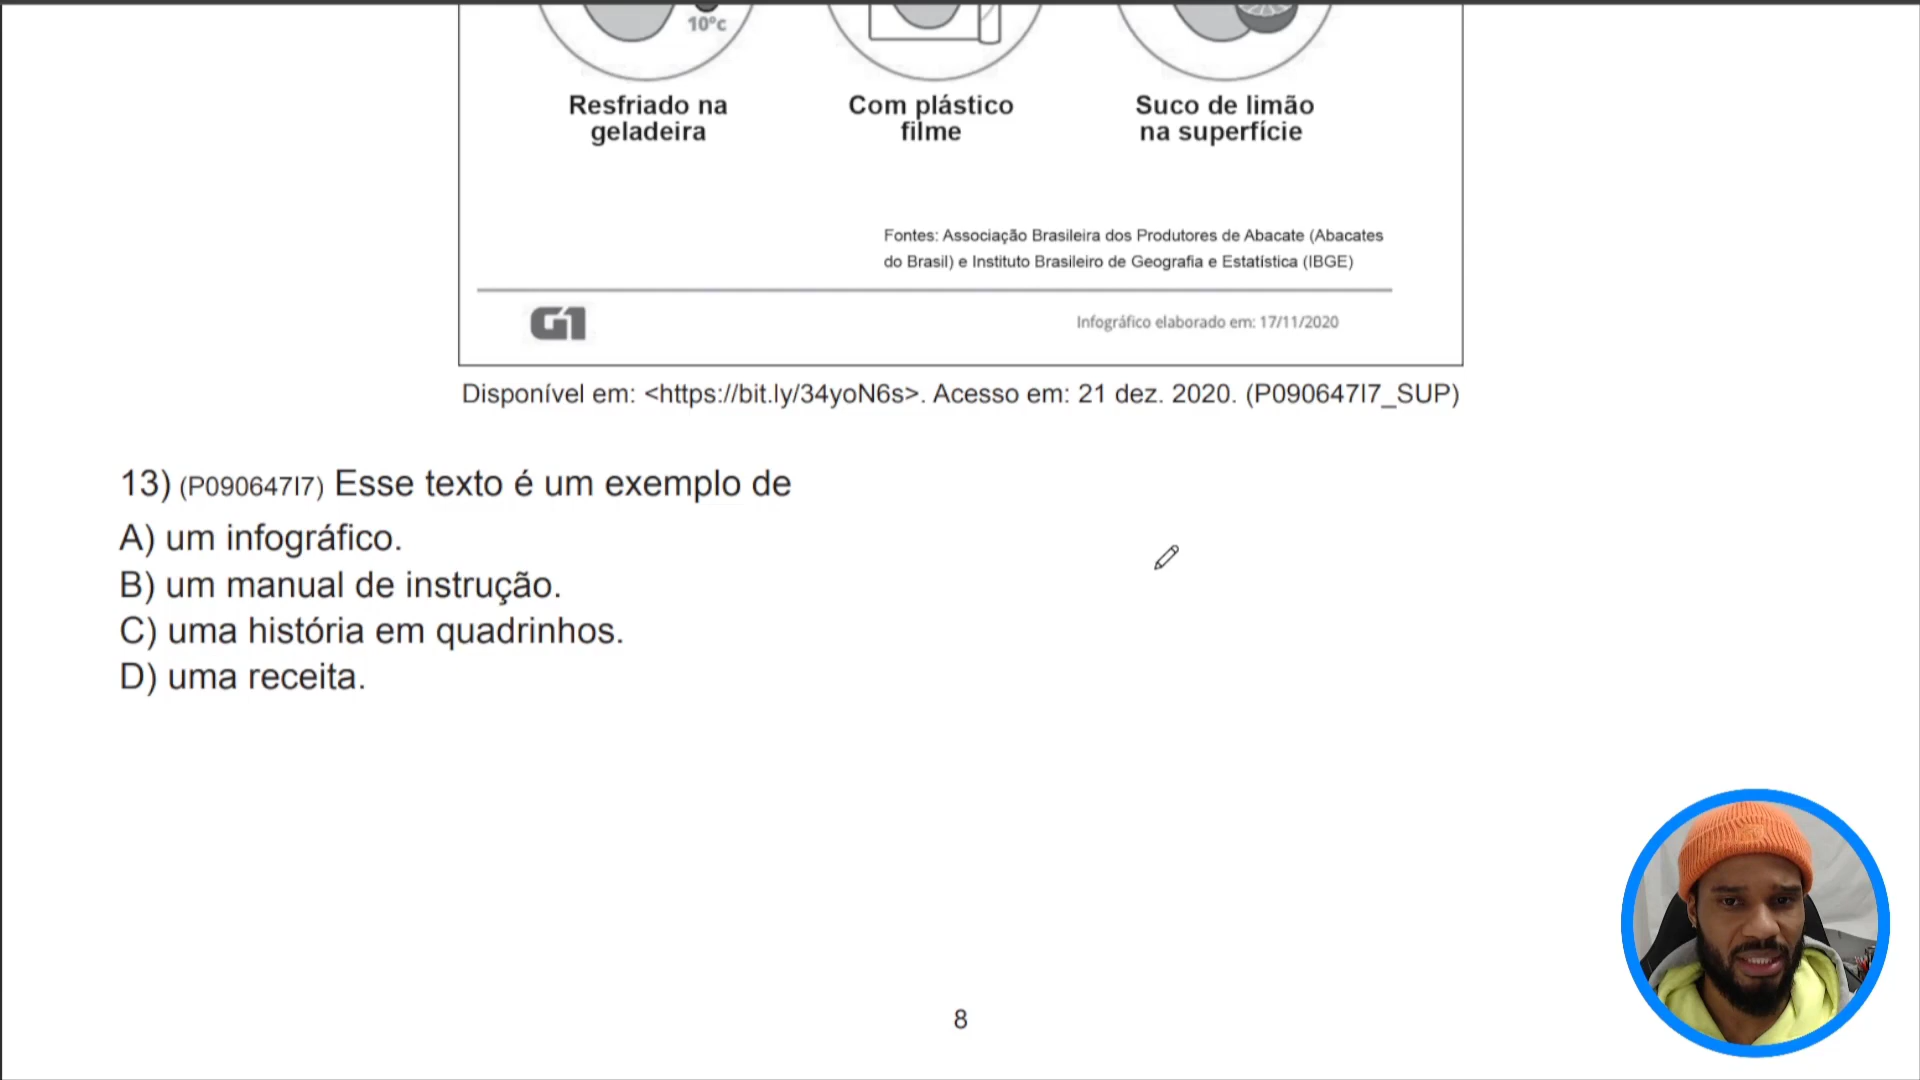 10°c
Resfriado na
geladeira
Com plástico
filme
Suco de limão
na superfície
Fontes: Associação Brasileira dos Produtores de Abacate (Abacates
do Brasil) e Instituto Brasileiro de Geografia e Estatística (IBGE)
G1
Infográfico elaborado em: 17/11/2020
Disponível em: <https://bit.ly/34yoN6s>. Acesso em: 21 dez. 2020. (P090647I7_SUP)
13) (P090647I7) Esse texto é um exemplo de
A) um infográfico.
B) um manual de instrução.
C) uma história em quadrinhos.
D) uma receita.
8